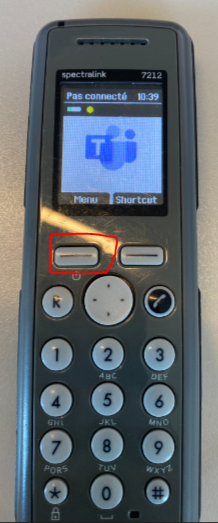 spectralink 7212
Pas connecté 10:39
T
Menu Shortcut
R
1 2 3
ABC DEF
4 5 6
GHI JKL MNO
7 8 9
PQRS TUV WXYZ
* 0 #